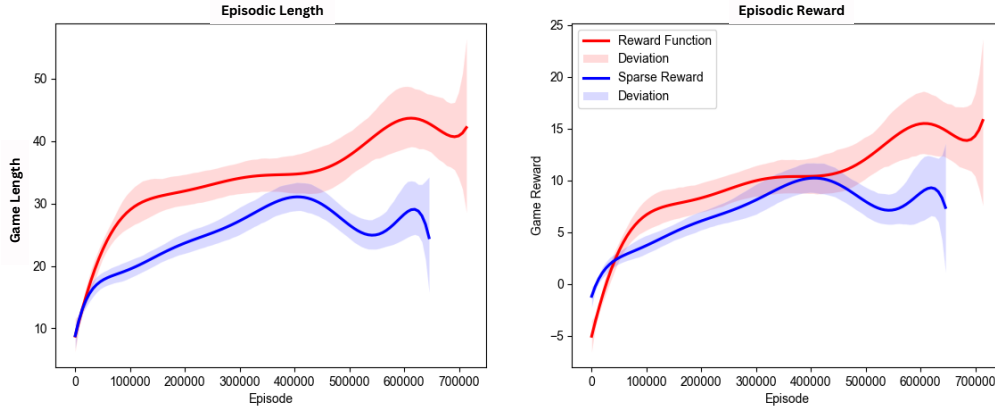 Episodic Length
Game Length
50
40
30
20
10
0
100000
200000
300000
400000
500000
600000
700000
Episode
Episodic Reward
Game Reward
25
20
15
10
5
0
−5
Reward Function
Deviation
Sparse Reward
Deviation
0
100000
200000
300000
400000
500000
600000
700000
Episode